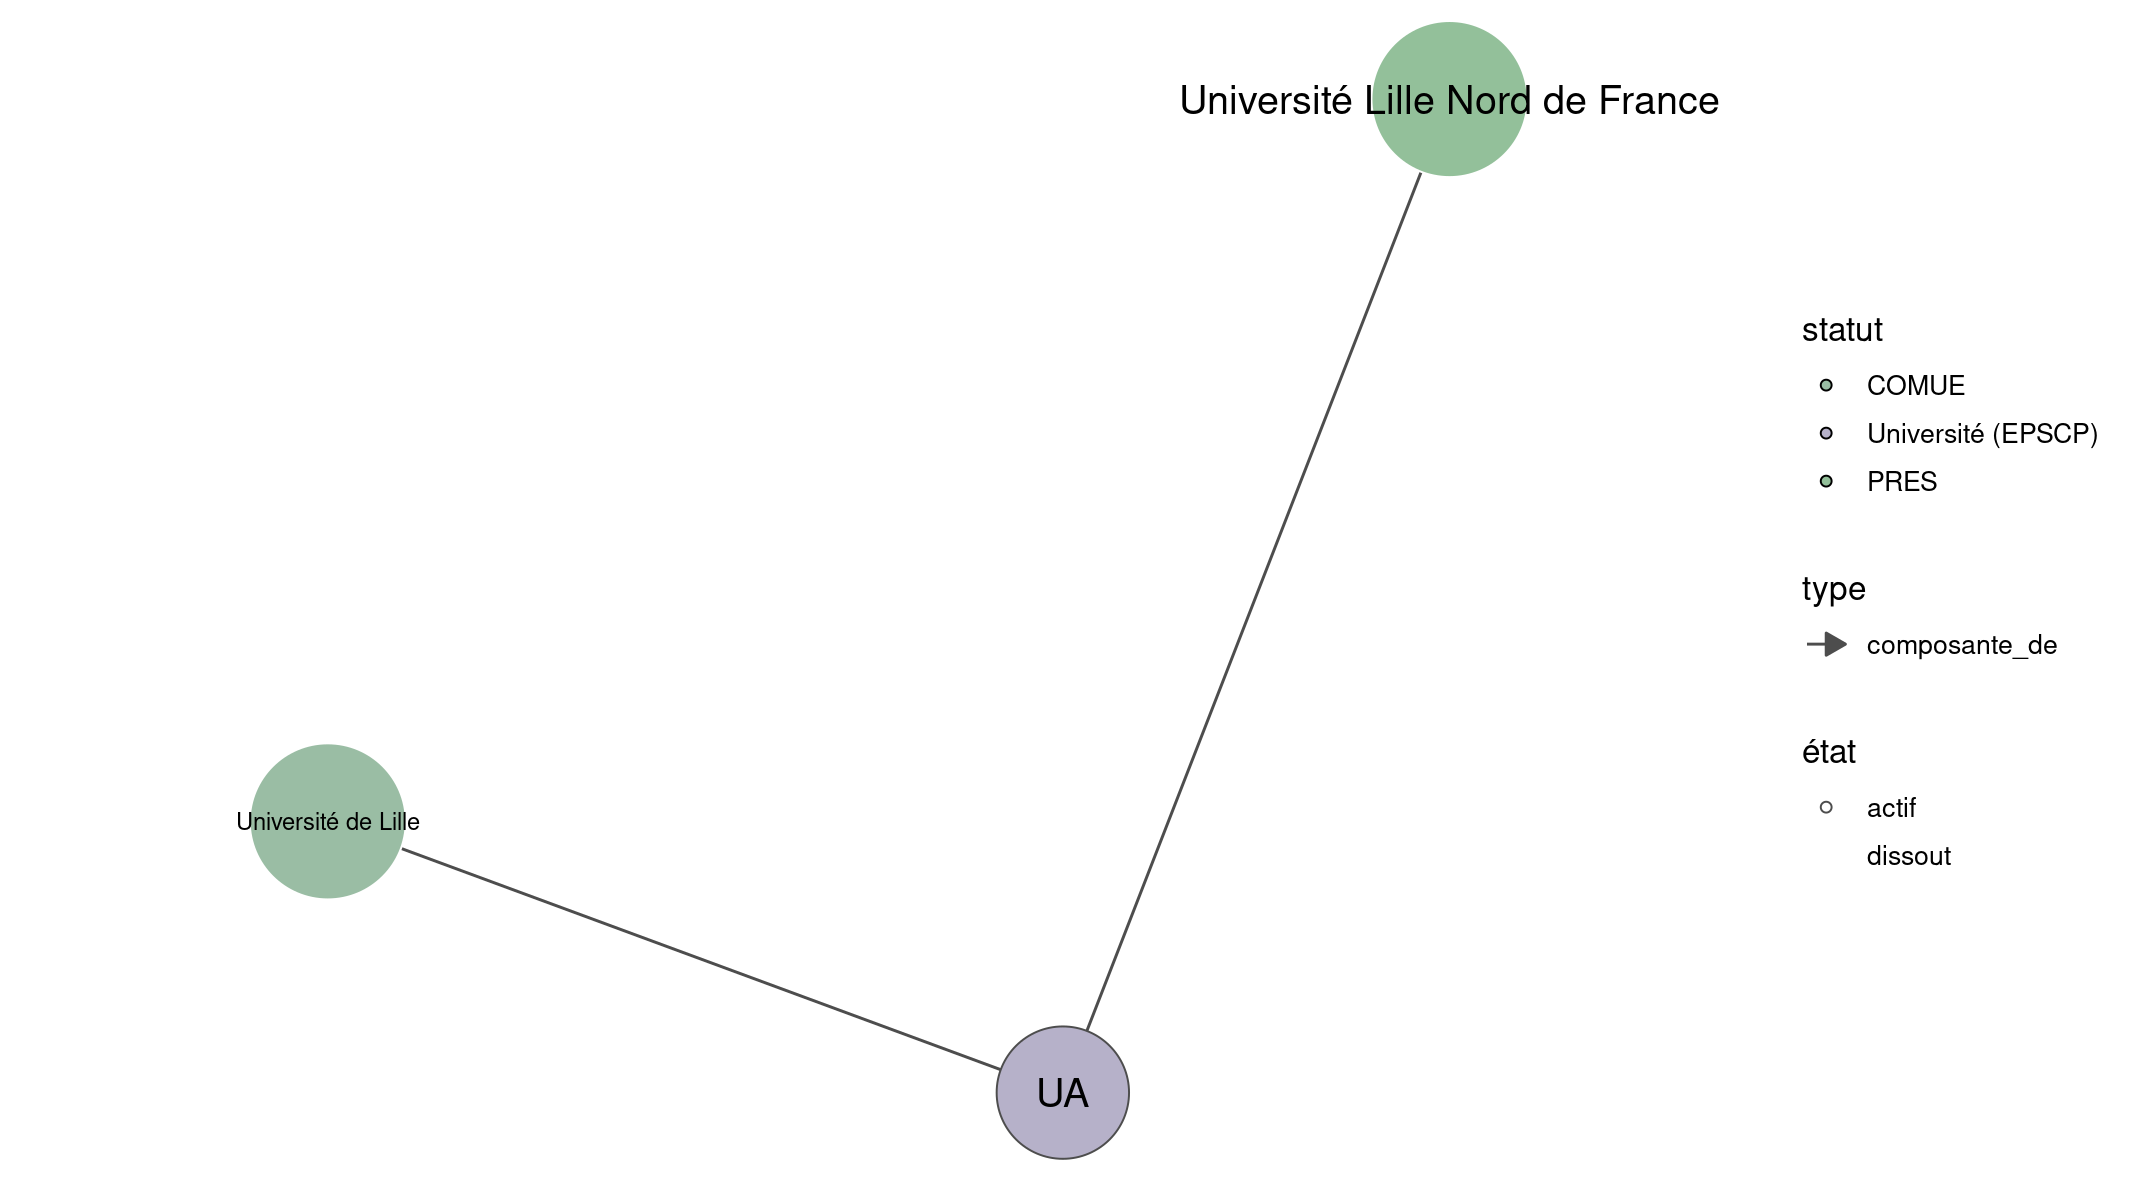 Université Lille Nord de France
statut
COMUE
Université (EPSCP)
PRES
type
composante_de
état
actif
dissout
Université de Lille
UA